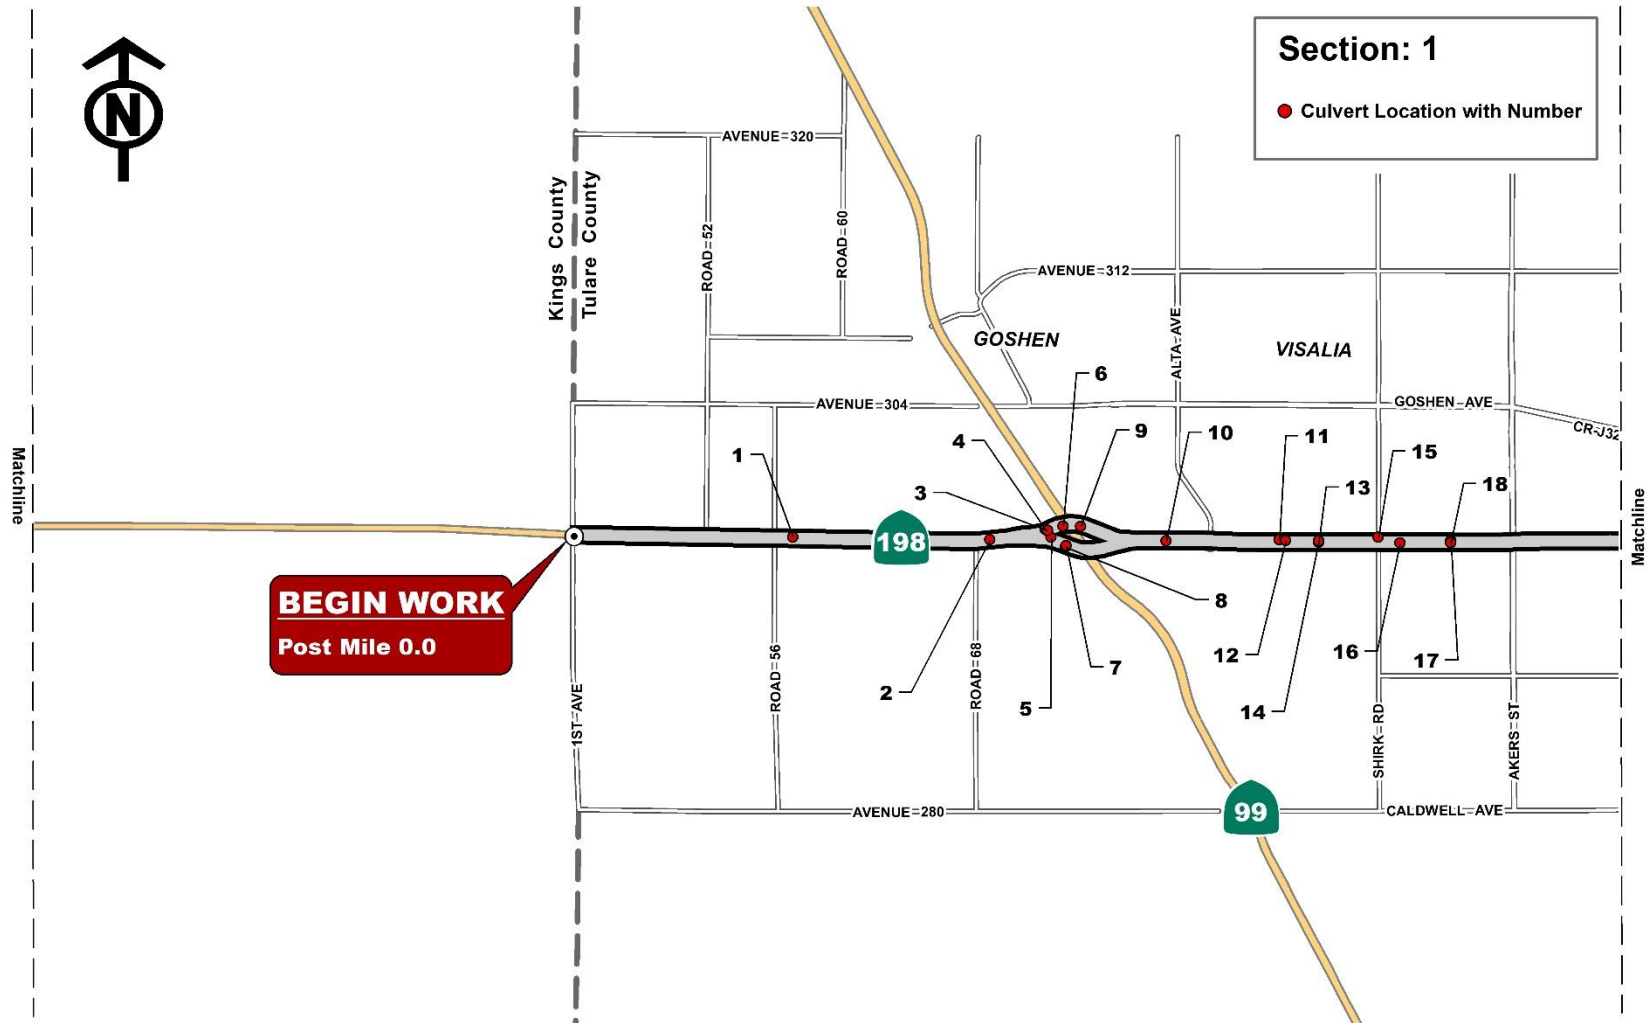 Section: 1
Culvert Location with Number
N
AVENUE 320
Kings County
Tulare County
ROAD 52
ROAD 60
AVENUE 312
GOSHEN
ALTA AVE
VISALIA
6
AVENUE 304
GOSHEN AVE
CR-J32
1
4
9
10
11
15
3
13
18
Matchline
Matchline
198
BEGIN WORK
Post Mile 0.0
8
12
16
17
7
2
5
14
ROAD 56
ROAD 68
1ST AVE
SHIRK RD
AKERS ST
AVENUE 280
99
CALDWELL AVE